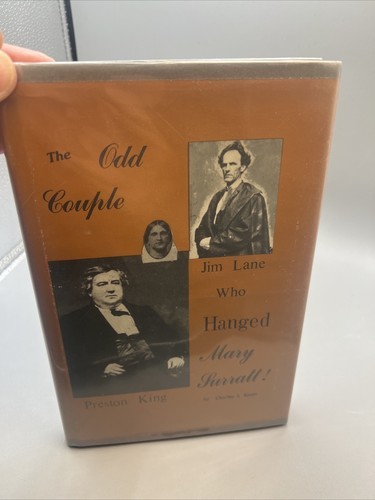 The Odd
Couple
Jim Lane
Who
Hanged
Mary
Surratt!
Preston King